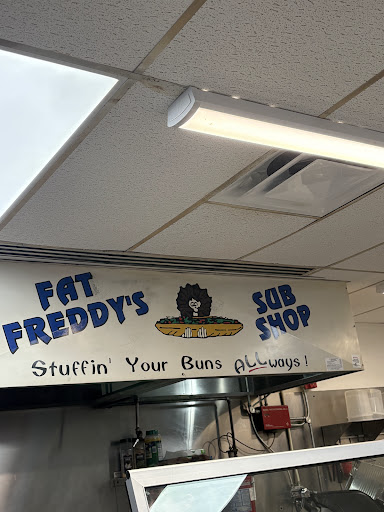 FAT FREDDY'S
SUB SHOP
Stuffin' Your Buns ALLways!